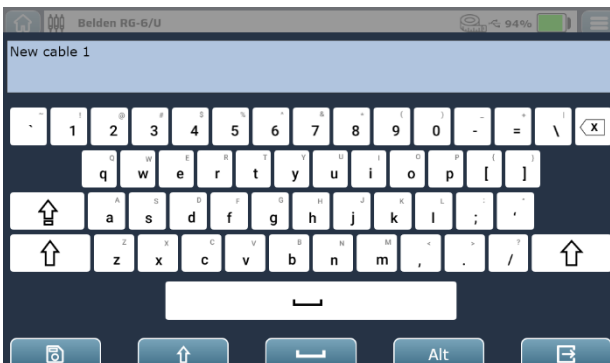 Belden RG-6/U 94%
New cable 1
~ ! @ # $ % ^ & * ( ) _ + |
` 1 2 3 4 5 6 7 8 9 0 - = \ x
Q W E R T Y U I O P { }
q w e r t y u i o p [ ]
A S D F G H J K L : "
a s d f g h j k l ; '
Z X C V B N M < > ?
z x c v b n m , . /
Alt